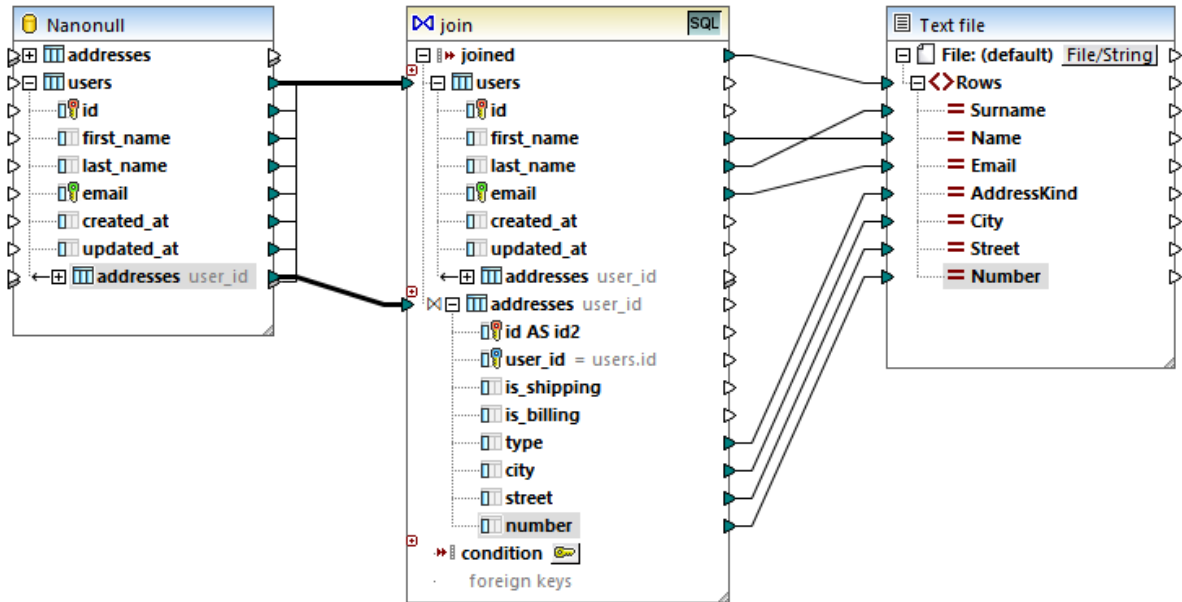 Nanonull
addresses
users
id
first_name
last_name
email
created_at
updated_at
addresses user_id
join SQL
joined
users
id
first_name
last_name
email
created_at
updated_at
addresses user_id
addresses user_id
id AS id2
user_id = users.id
is_shipping
is_billing
type
city
street
number
condition
foreign keys
Text file
File: (default) File/String
Rows
Surname
Name
Email
AddressKind
City
Street
Number